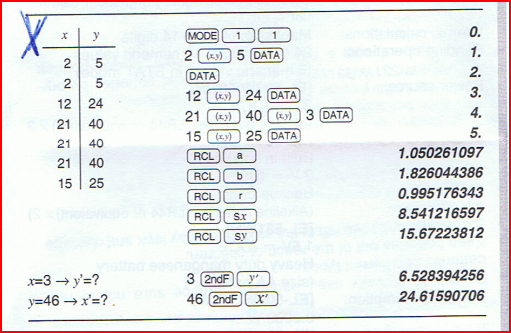 X
x y MODE 1 1 0.
2 5 2 (x,y) 5 DATA 1.
2 5 DATA 2.
12 24 12 (x,y) 24 DATA 3.
21 40 21 (x,y) 40 (x,y) 3 DATA 4.
21 40 15 (x,y) 25 DATA 5.
21 40 RCL a 1.050261097
15 25 RCL b 1.826044386
RCL r 0.995176343
RCL sx 8.541216597
RCL sy 15.67223812
x=3 → y'=? 3 2ndF y' 6.528394256
y=46 → x'=? . 46 2ndF x' 24.61590706